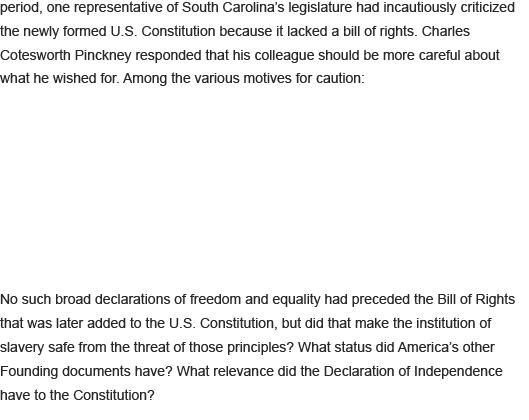 period, one representative of South Carolina's legislature had incautiously criticized
the newly formed U.S. Constitution because it lacked a bill of rights. Charles
Cotesworth Pinckney responded that his colleague should be more careful about
what he wished for. Among the various motives for caution:
No such broad declarations of freedom and equality had preceded the Bill of Rights
that was later added to the U.S. Constitution, but did that make the institution of
slavery safe from the threat of those principles? What status did America's other
Founding documents have? What relevance did the Declaration of Independence
have to the Constitution?